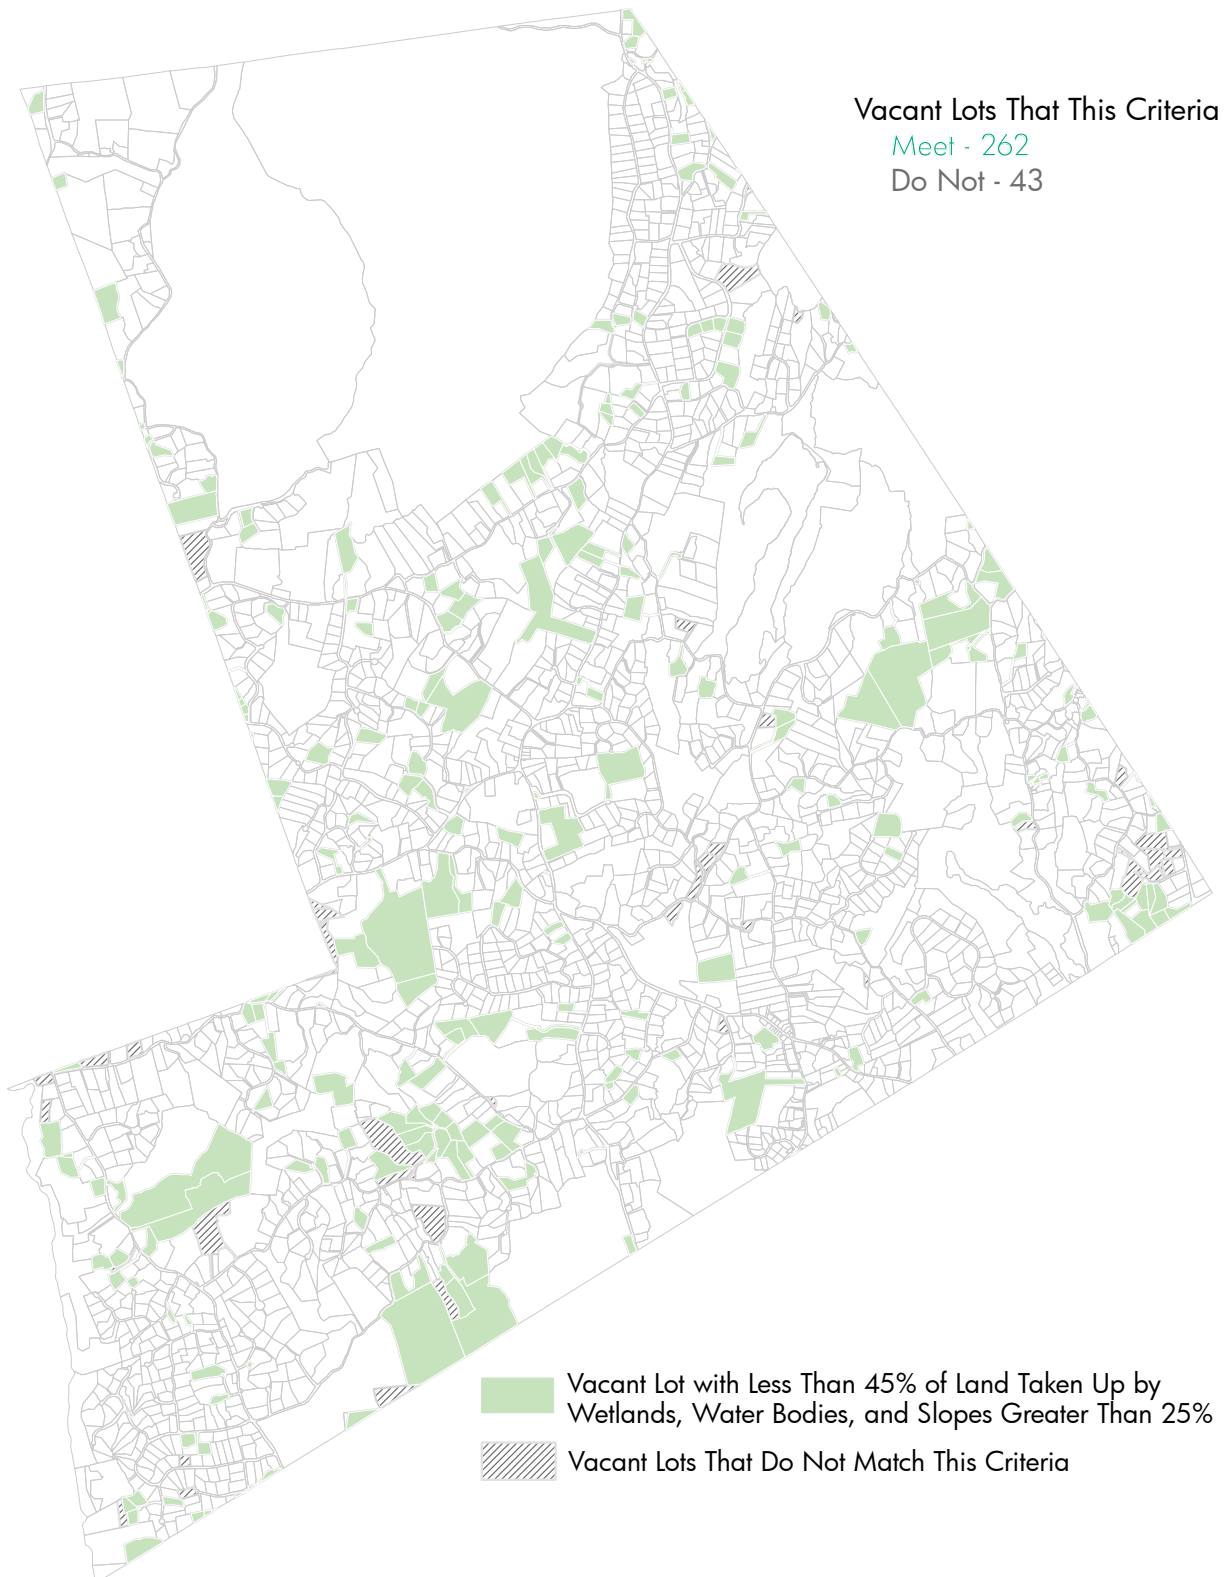 Vacant Lots That This Criteria
Meet - 262
Do Not - 43
Vacant Lot with Less Than 45% of Land Taken Up by
Wetlands, Water Bodies, and Slopes Greater Than 25%
Vacant Lots That Do Not Match This Criteria